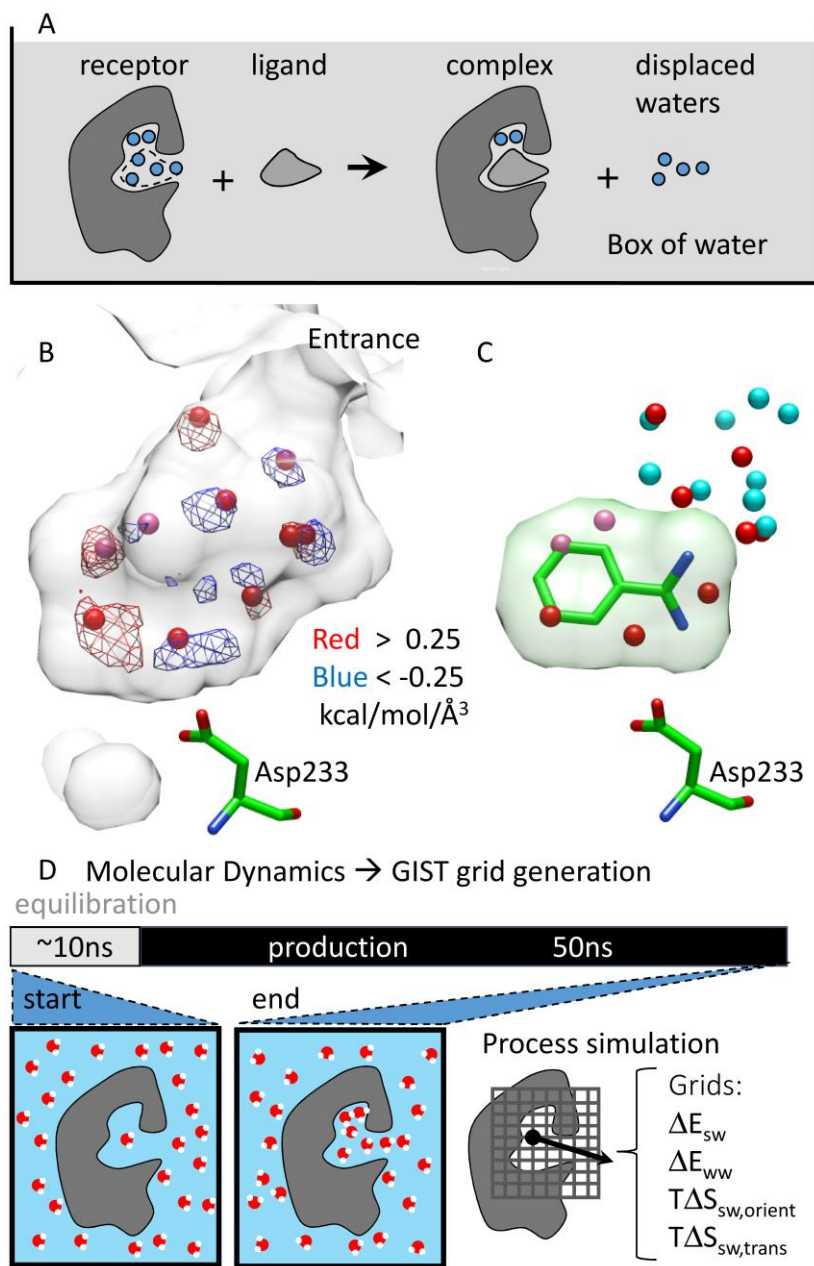 A
receptor
ligand
complex
displaced
waters
+
+
Box of water
B
Entrance
C
Red > 0.25
Blue < -0.25
kcal/mol/Å³
Asp233
Asp233
D Molecular Dynamics → GIST grid generation
equilibration
~10ns
production
50ns
start
end
Process simulation
Grids:
ΔE_sw
ΔE_ww
TΔS_sw,orient
TΔS_sw,trans